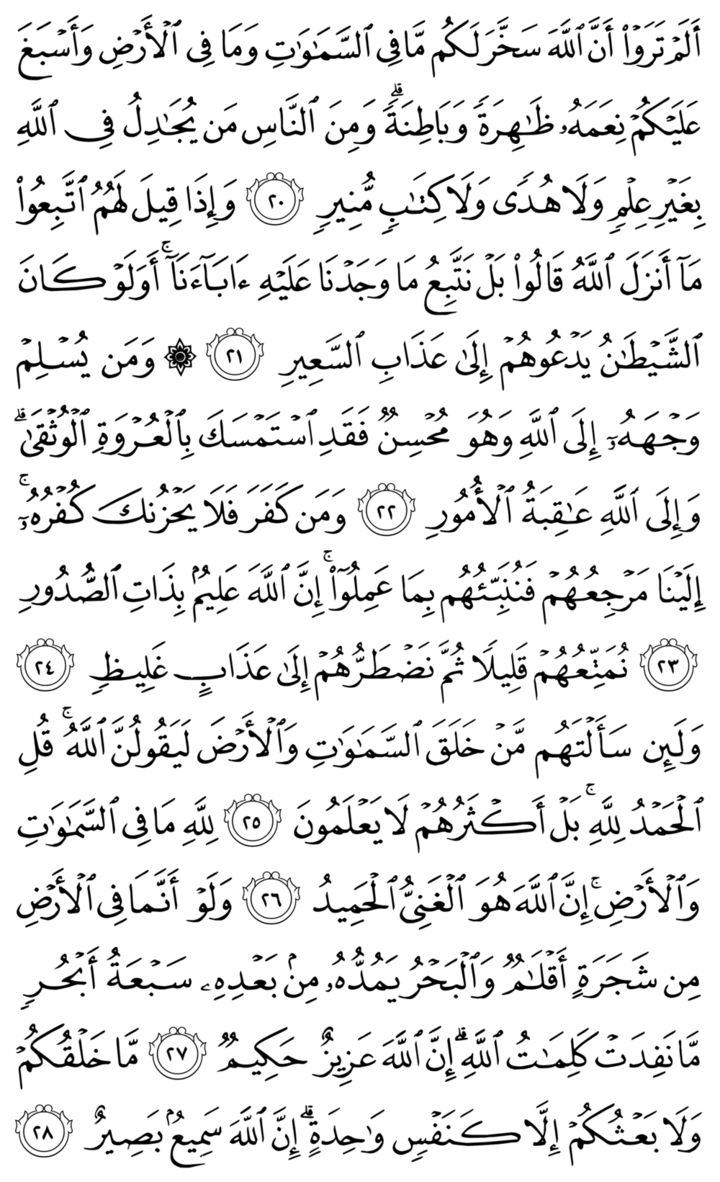 أَلَمْ تَرَوْا۟ أَنَّ ٱللَّهَ سَخَّرَ لَكُم مَّا فِى ٱلسَّمَٰوَٰتِ وَمَا فِى ٱلْأَرْضِ وَأَسْبَغَ
عَلَيْكُمْ نِعَمَهُۥ ظَٰهِرَةً وَبَاطِنَةً ۗ وَمِنَ ٱلنَّاسِ مَن يُجَٰدِلُ فِى ٱللَّهِ
بِغَيْرِ عِلْمٍ وَلَا هُدًى وَلَا كِتَٰبٍ مُّنِيرٍ ٢٠ وَإِذَا قِيلَ لَهُمُ ٱتَّبِعُوا۟
مَآ أَنزَلَ ٱللَّهُ قَالُوا۟ بَلْ نَتَّبِعُ مَا وَجَدْنَا عَلَيْهِ ءَابَآءَنَآ ۚ أَوَلَوْ كَانَ
ٱلشَّيْطَٰنُ يَدْعُوهُمْ إِلَىٰ عَذَابِ ٱلسَّعِيرِ ٢١ ۞ وَمَن يُسْلِمْ
وَجْهَهُۥٓ إِلَى ٱللَّهِ وَهُوَ مُحْسِنٌ فَقَدِ ٱسْتَمْسَكَ بِٱلْعُرْوَةِ ٱلْوُثْقَىٰ ۗ
وَإِلَى ٱللَّهِ عَٰقِبَةُ ٱلْأُمُورِ ٢٢ وَمَن كَفَرَ فَلَا يَحْزُنكَ كُفْرُهُۥٓ ۚ
إِلَيْنَا مَرْجِعُهُمْ فَنُنَبِّئُهُم بِمَا عَمِلُوٓا۟ ۚ إِنَّ ٱللَّهَ عَلِيمٌۢ بِذَاتِ ٱلصُّدُورِ
٢٣ نُمَتِّعُهُمْ قَلِيلًا ثُمَّ نَضْطَرُّهُمْ إِلَىٰ عَذَابٍ غَلِيظٍ ٢٤
وَلَئِن سَأَلْتَهُم مَّنْ خَلَقَ ٱلسَّمَٰوَٰتِ وَٱلْأَرْضَ لَيَقُولُنَّ ٱللَّهُ ۚ قُلِ
ٱلْحَمْدُ لِلَّهِ ۚ بَلْ أَكْثَرُهُمْ لَا يَعْلَمُونَ ٢٥ لِلَّهِ مَا فِى ٱلسَّمَٰوَٰتِ
وَٱلْأَرْضِ ۚ إِنَّ ٱللَّهَ هُوَ ٱلْغَنِىُّ ٱلْحَمِيدُ ٢٦ وَلَوْ أَنَّمَا فِى ٱلْأَرْضِ
مِن شَجَرَةٍ أَقْلَٰمٌ وَٱلْبَحْرُ يَمُدُّهُۥ مِنۢ بَعْدِهِۦ سَبْعَةُ أَبْحُرٍ
مَّا نَفِدَتْ كَلِمَٰتُ ٱللَّهِ ۗ إِنَّ ٱللَّهَ عَزِيزٌ حَكِيمٌ ٢٧ مَّا خَلْقُكُمْ
وَلَا بَعْثُكُمْ إِلَّا كَنَفْسٍ وَٰحِدَةٍ ۗ إِنَّ ٱللَّهَ سَمِيعٌۢ بَصِيرٌ ٢٨